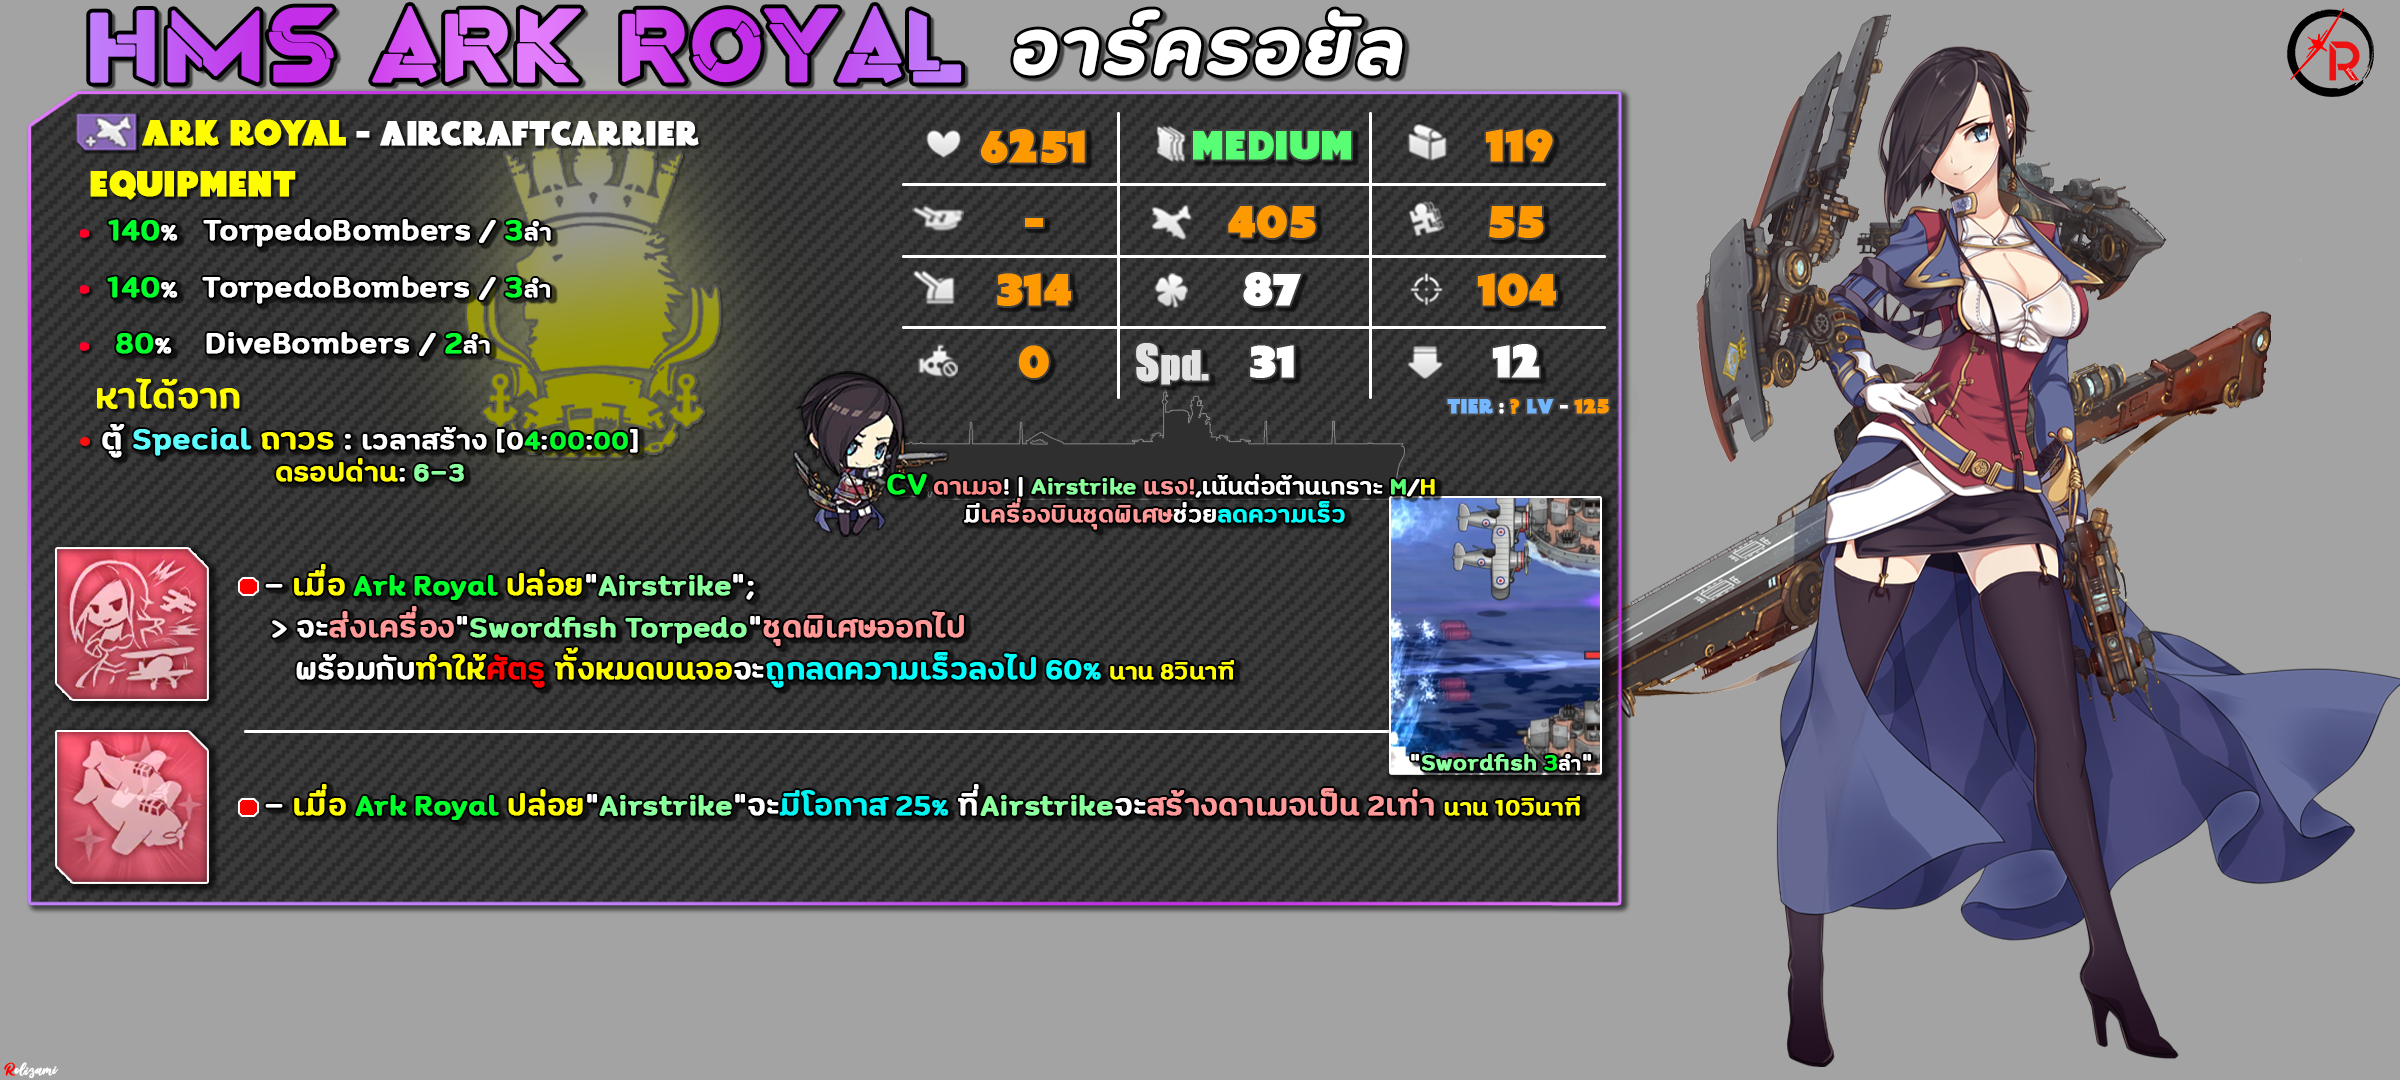 HMS ARK ROYAL อาร์ครอยัล
R
ARK ROYAL - AIRCRAFTCARRIER
EQUIPMENT
140% TorpedoBombers / 3ลำ
140% TorpedoBombers / 3ลำ
80% DiveBombers / 2ลำ
หาได้จาก
ตู้ Special ถาวร : เวลาสร้าง [04:00:00]
ดรอปด่าน: 6-3
6251 MEDIUM 119
- 405 55
314 87 104
0 Spd. 31 12
TIER : ? LV - 125
CV ดาเมจ! | Airstrike แรง!,เน้นต่อต้านเกราะ M/H
มีเครื่องบินชุดพิเศษช่วยลดความเร็ว
- เมื่อ Ark Royal ปล่อย"Airstrike";
> จะส่งเครื่อง"Swordfish Torpedo"ชุดพิเศษออกไป
พร้อมกับทำให้ศัตรู ทั้งหมดบนจอจะถูกลดความเร็วลงไป 60% นาน 8วินาที
"Swordfish 3ลำ"
- เมื่อ Ark Royal ปล่อย"Airstrike"จะมีโอกาส 25% ที่Airstrikeจะสร้างดาเมจเป็น 2เท่า นาน 10วินาที
Rolizami